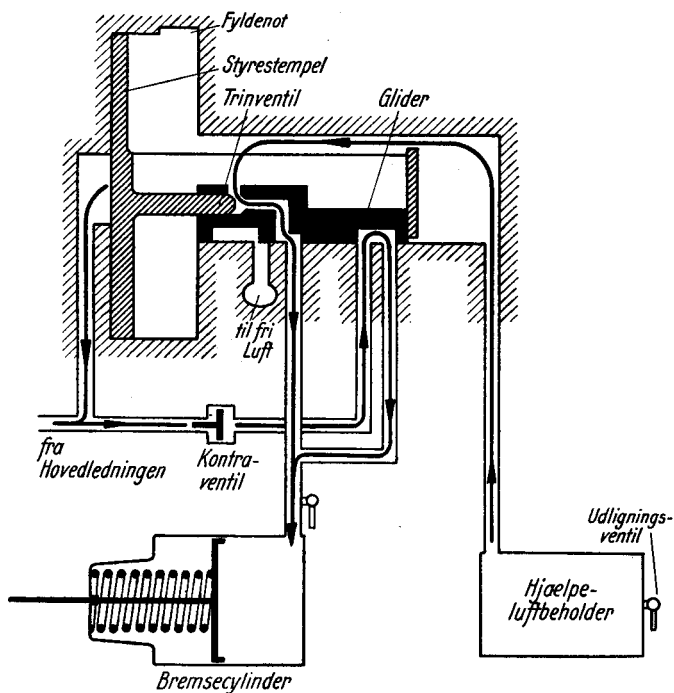 Fyldenot
Styrestempel
Trinventil
Glider
til fri
Luft
fra
Hovedledningen
Kontra-
ventil
Udlignings-
ventil
Hjælpe-
luftbeholder
Bremsecylinder